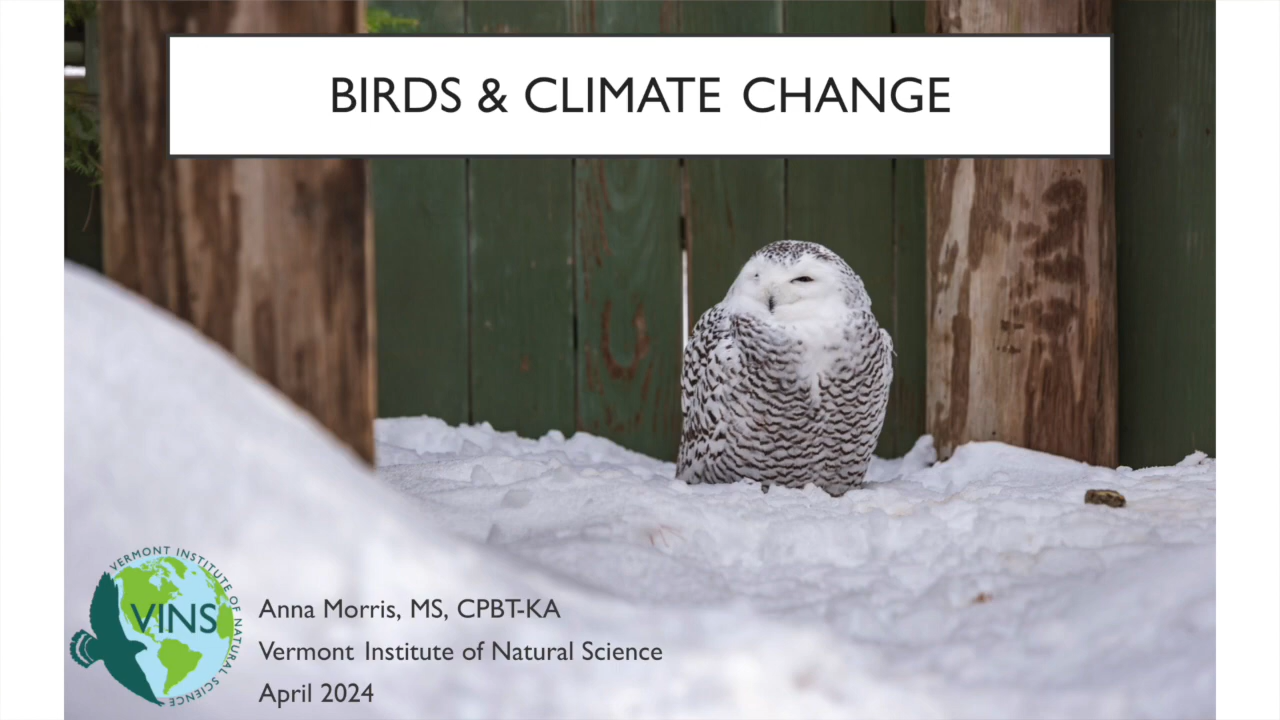 BIRDS & CLIMATE CHANGE
VERMONT INSTITUTE OF NATURAL SCIENCE
VINS
Anna Morris, MS, CPBT-KA
Vermont Institute of Natural Science
April 2024